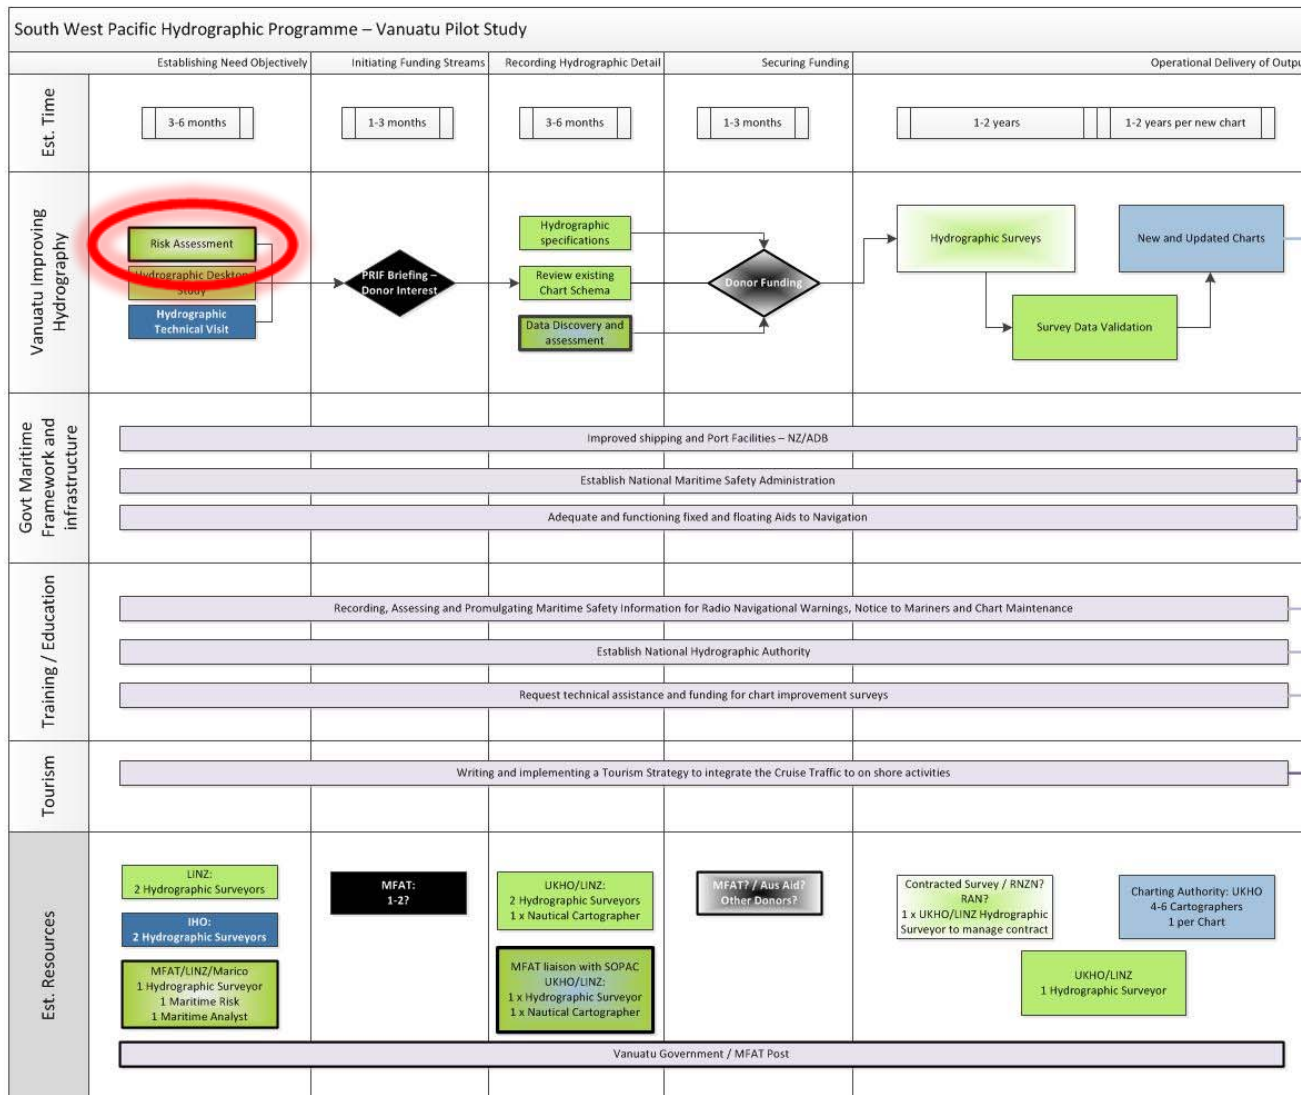 South West Pacific Hydrographic Programme – Vanuatu Pilot Study
Establishing Need Objectively
Initiating Funding Streams
Recording Hydrographic Detail
Securing Funding
Operational Delivery of Outpu
Est. Time
3-6 months
1-3 months
3-6 months
1-3 months
1-2 years
1-2 years per new chart
Vanuatu Improving
Hydrography
Risk Assessment
Hydrographic Desktop
Study
Hydrographic
Technical Visit
PRIF Briefing –
Donor Interest
Hydrographic
specifications
Review existing
Chart Schema
Data Discovery and
assessment
Donor Funding
Hydrographic Surveys
Survey Data Validation
New and Updated Charts
Govt Maritime
Framework and
infrastructure
Improved shipping and Port Facilities – NZ/ADB
Establish National Maritime Safety Administration
Adequate and functioning fixed and floating Aids to Navigation
Training / Education
Recording, Assessing and Promulgating Maritime Safety Information for Radio Navigational Warnings, Notice to Mariners and Chart Maintenance
Establish National Hydrographic Authority
Request technical assistance and funding for chart improvement surveys
Tourism
Writing and implementing a Tourism Strategy to integrate the Cruise Traffic to on shore activities
Est. Resources
LINZ:
2 Hydrographic Surveyors
IHO:
2 Hydrographic Surveyors
MFAT/LINZ/Marico
1 Hydrographic Surveyor
1 Maritime Risk
1 Maritime Analyst
MFAT:
1-2?
UKHO/LINZ:
2 Hydrographic Surveyors
1 x Nautical Cartographer
MFAT liaison with SOPAC
UKHO/LINZ:
1 x Hydrographic Surveyor
1 x Nautical Cartographer
MFAT? / Aus Aid?
Other Donors?
Contracted Survey / RNZN?
RAN?
1 x UKHO/LINZ Hydrographic
Surveyor to manage contract
Charting Authority: UKHO
4-6 Cartographers
1 per Chart
UKHO/LINZ
1 Hydrographic Surveyor
Vanuatu Government / MFAT Post